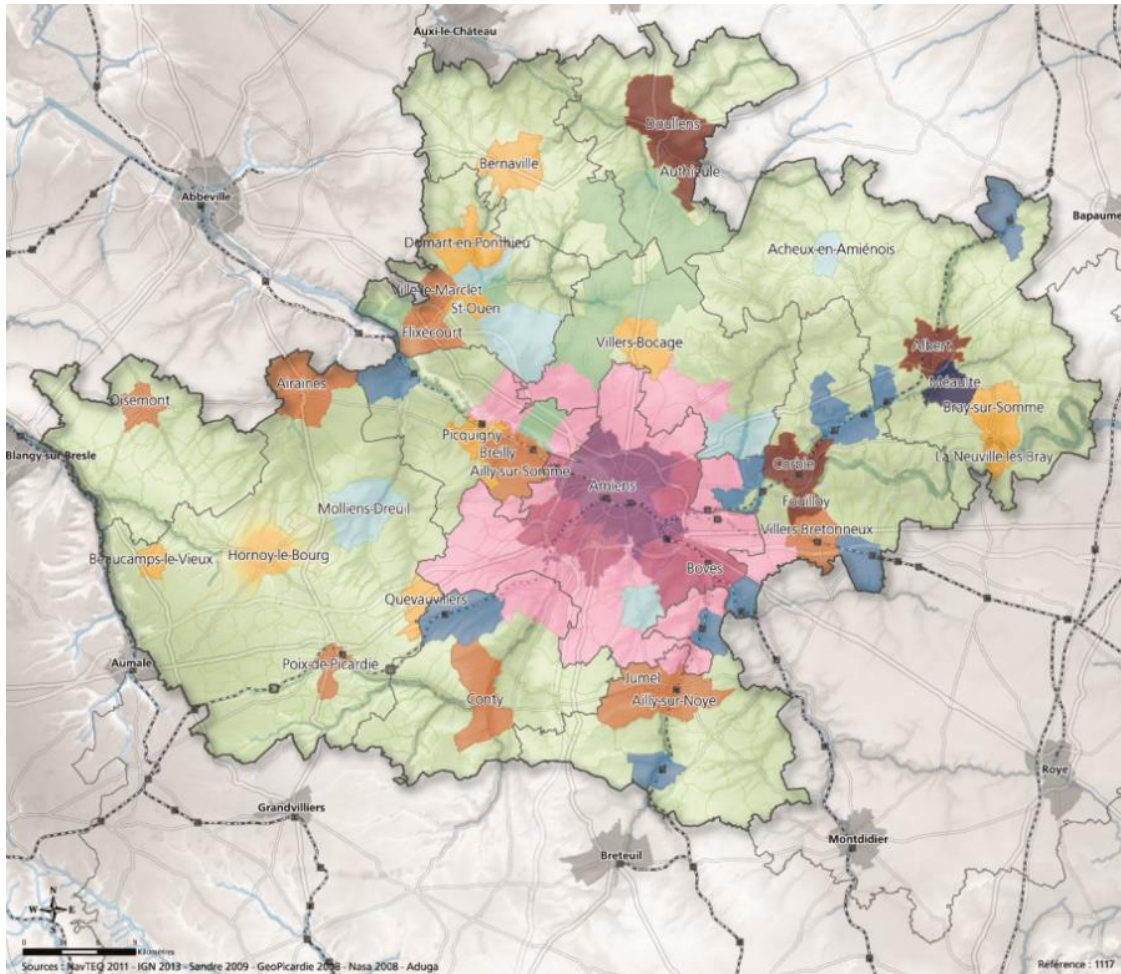 Auxi-le-Château
Doullens
Bernaville
Authieule
Abbeville
Bapaume
Domart-en-Ponthieu
Acheux-en-Amiénois
Ville-le-Marclet
St-Ouen
Flixécourt
Villers-Bocage
Albert
Airaines
Méaulte
Oisemont
Bray-sur-Somme
Picquigny
Breilly
Blangy-sur-Bresle
La Neuville-lès-Bray
Ailly-sur-Somme
Corbie
Amiens
Fouilloy
Molliens-Dreuil
Villers-Bretonneux
Beaucamps-le-Vieux
Hornoy-le-Bourg
Boves
Quevauvillers
Aumale
Poix-de-Picardie
Jumel
Conty
Ailly-sur-Noye
Roye
Grandvilliers
Montdidier
Breteuil
N
W E
S
0
9
Kilomètres
Sources : NavTEQ 2011 - IGN 2013 - Sandre 2009 - GeoPicardie 2008 - Nasa 2008 - Aduga
Référence : 1117